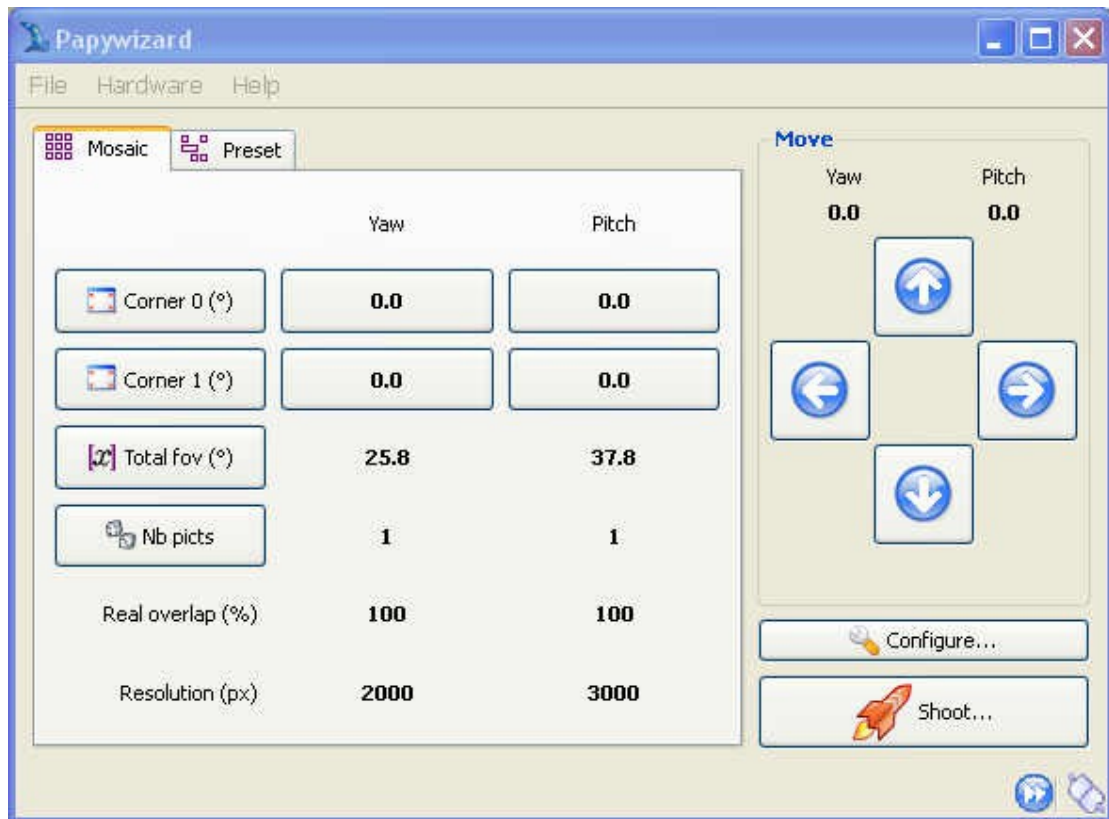 Papywizard
File Hardware Help
Mosaic Preset
Yaw Pitch
Corner 0 (°) 0.0 0.0
Corner 1 (°) 0.0 0.0
[x] Total fov (°) 25.8 37.8
Nb picts 1 1
Real overlap (%) 100 100
Resolution (px) 2000 3000
Move
Yaw Pitch
0.0 0.0
Configure...
Shoot...